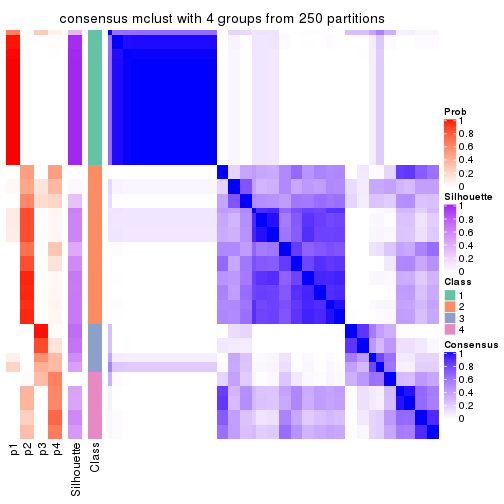 consensus mclust with 4 groups from 250 partitions
p1
p2
p3
p4
Silhouette
Class
Prob
1
0.8
0.6
0.4
0.2
0
Silhouette
1
0.8
0.6
0.4
0.2
0
Class
1
2
3
4
Consensus
1
0.8
0.6
0.4
0.2
0